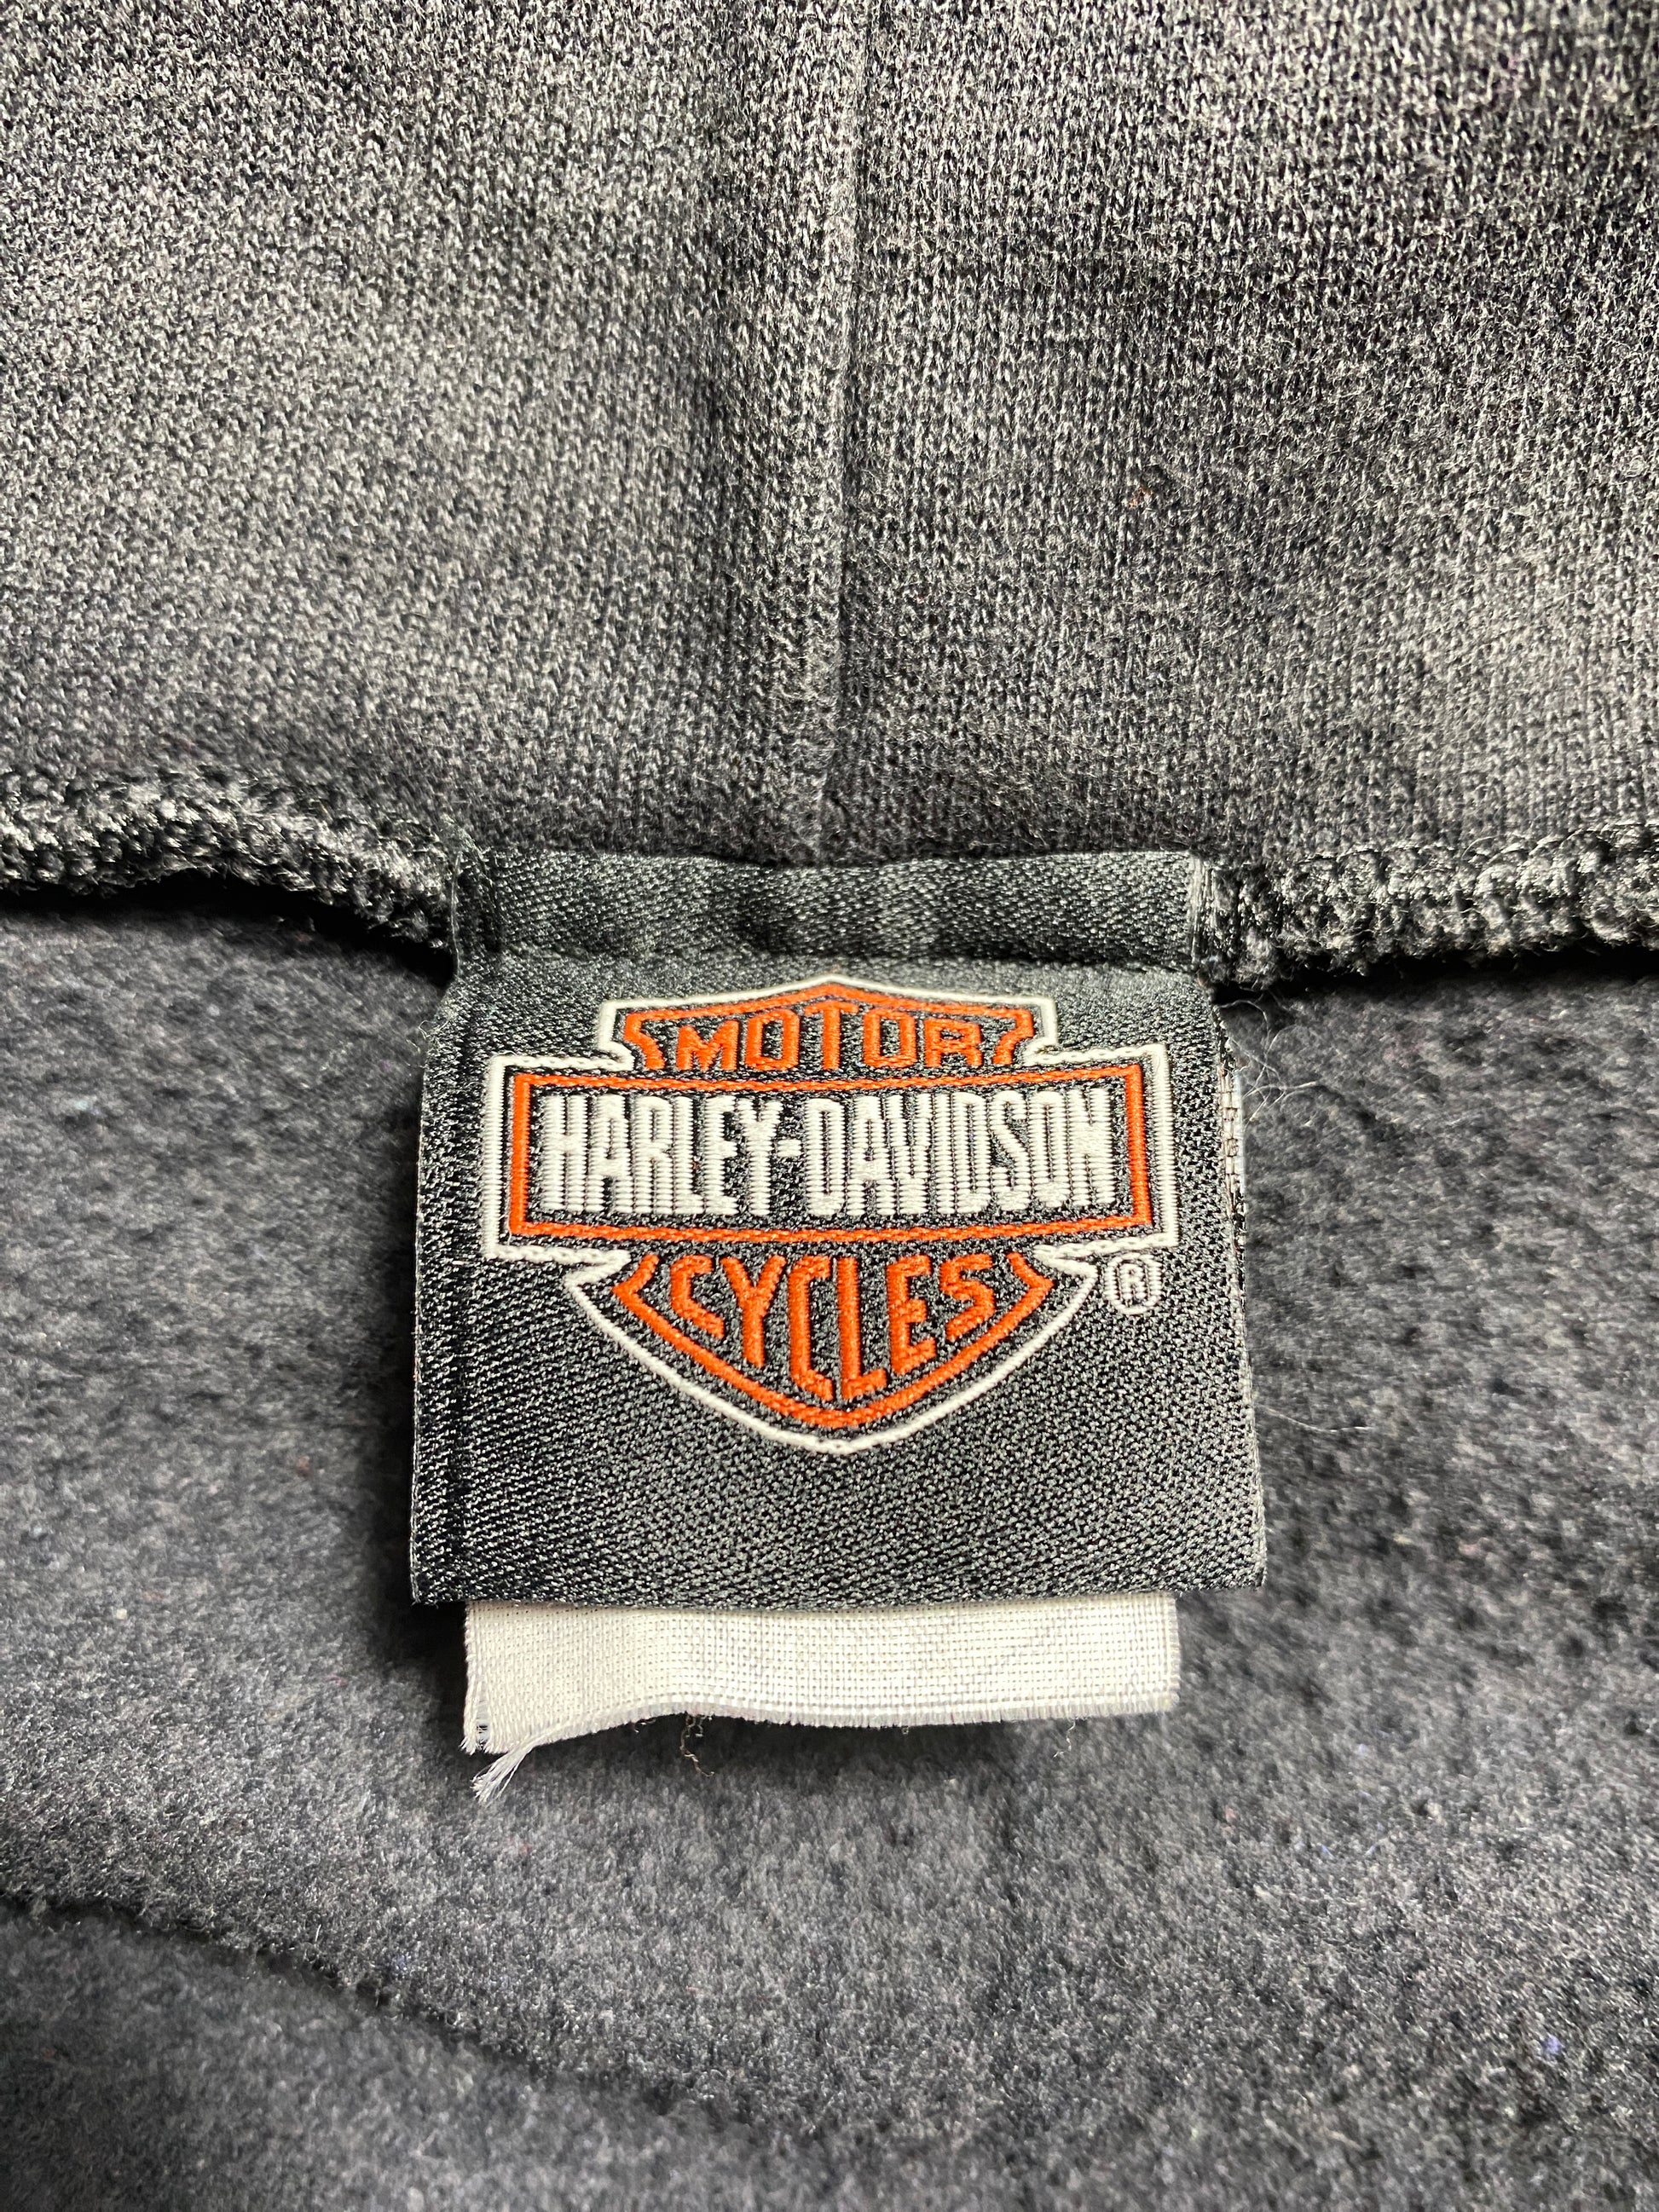 MOTOR
HARLEY-DAVIDSON
CYCLES
®